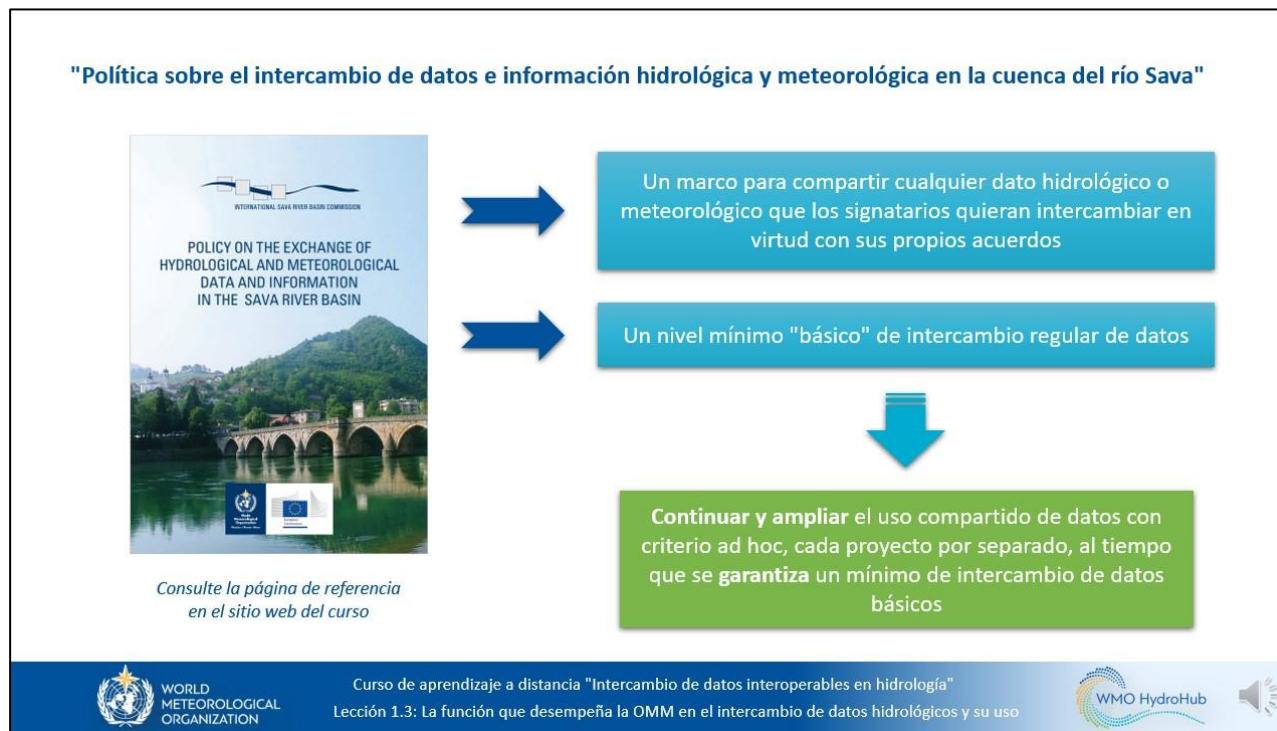 "Política sobre el intercambio de datos e información hidrológica y meteorológica en la cuenca del río Sava"
INTERNATIONAL SAVA RIVER BASIN COMMISSION
POLICY ON THE EXCHANGE OF
HYDROLOGICAL AND METEOROLOGICAL
DATA AND INFORMATION
IN THE SAVA RIVER BASIN
Consulte la página de referencia
en el sitio web del curso
Un marco para compartir cualquier dato hidrológico o
meteorológico que los signatarios quieran intercambiar en
virtud con sus propios acuerdos
Un nivel mínimo "básico" de intercambio regular de datos
Continuar y ampliar el uso compartido de datos con
criterio ad hoc, cada proyecto por separado, al tiempo
que se garantiza un mínimo de intercambio de datos
básicos
WORLD
METEOROLOGICAL
ORGANIZATION
Curso de aprendizaje a distancia "Intercambio de datos interoperables en hidrología"
Lección 1.3: La función que desempeña la OMM en el intercambio de datos hidrológicos y su uso
WMO HydroHub